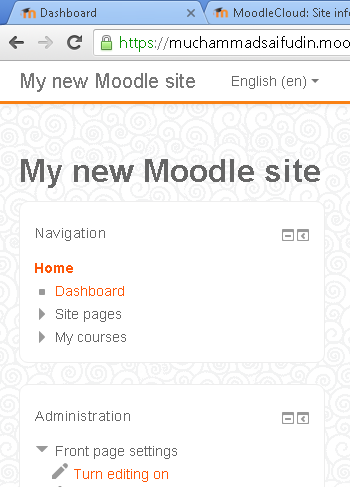 Dashboard
MoodleCloud: Site info
https://muchammadsaifudin.moo
My new Moodle site
English (en)
My new Moodle site
Navigation
Home
Dashboard
Site pages
My courses
Administration
Front page settings
Turn editing on